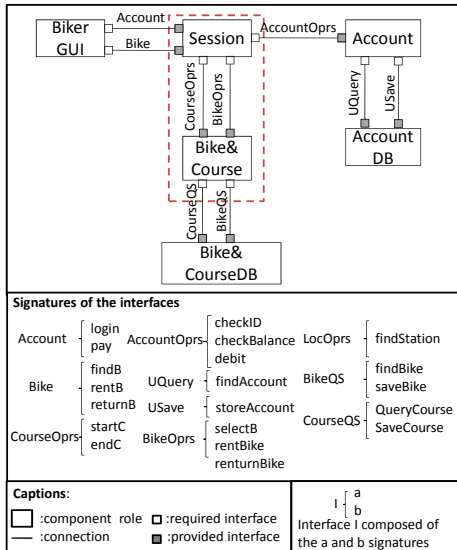 Biker
GUI
Account
Bike
Session
AccountOprs
Account
CourseOprs
BikeOprs
UQuery
USave
Bike&
Course
Account
DB
CourseQS
BikeQS
Bike&
CourseDB
Signatures of the interfaces
Account
login
pay
AccountOprs
checkID
checkBalance
debit
LocOprs
findStation
Bike
findB
rentB
returnB
UQuery
findAccount
BikeQS
findBike
saveBike
USave
storeAccount
CourseOprs
startC
endC
BikeOprs
selectB
rentBike
renturnBike
CourseQS
QueryCourse
SaveCourse
Captions:
:component role
:required interface
:connection
:provided interface
I
a
b
Interface I composed of
the a and b signatures